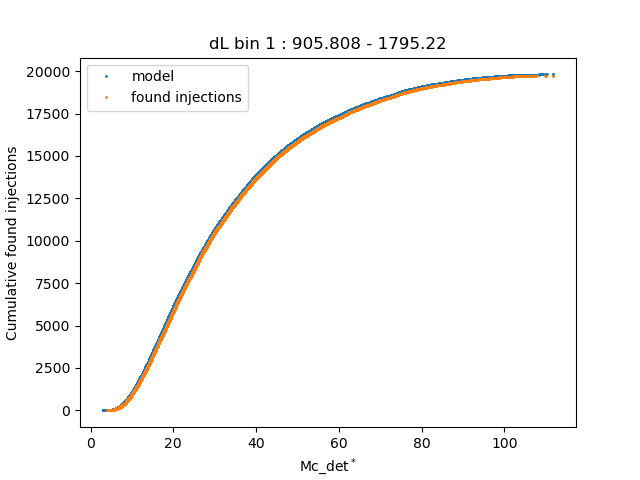 dL bin 1 : 905.808 - 1795.22
model
found injections
Cumulative found injections
20000
17500
15000
12500
10000
7500
5000
2500
0
0 20 40 60 80 100
Mc_det*